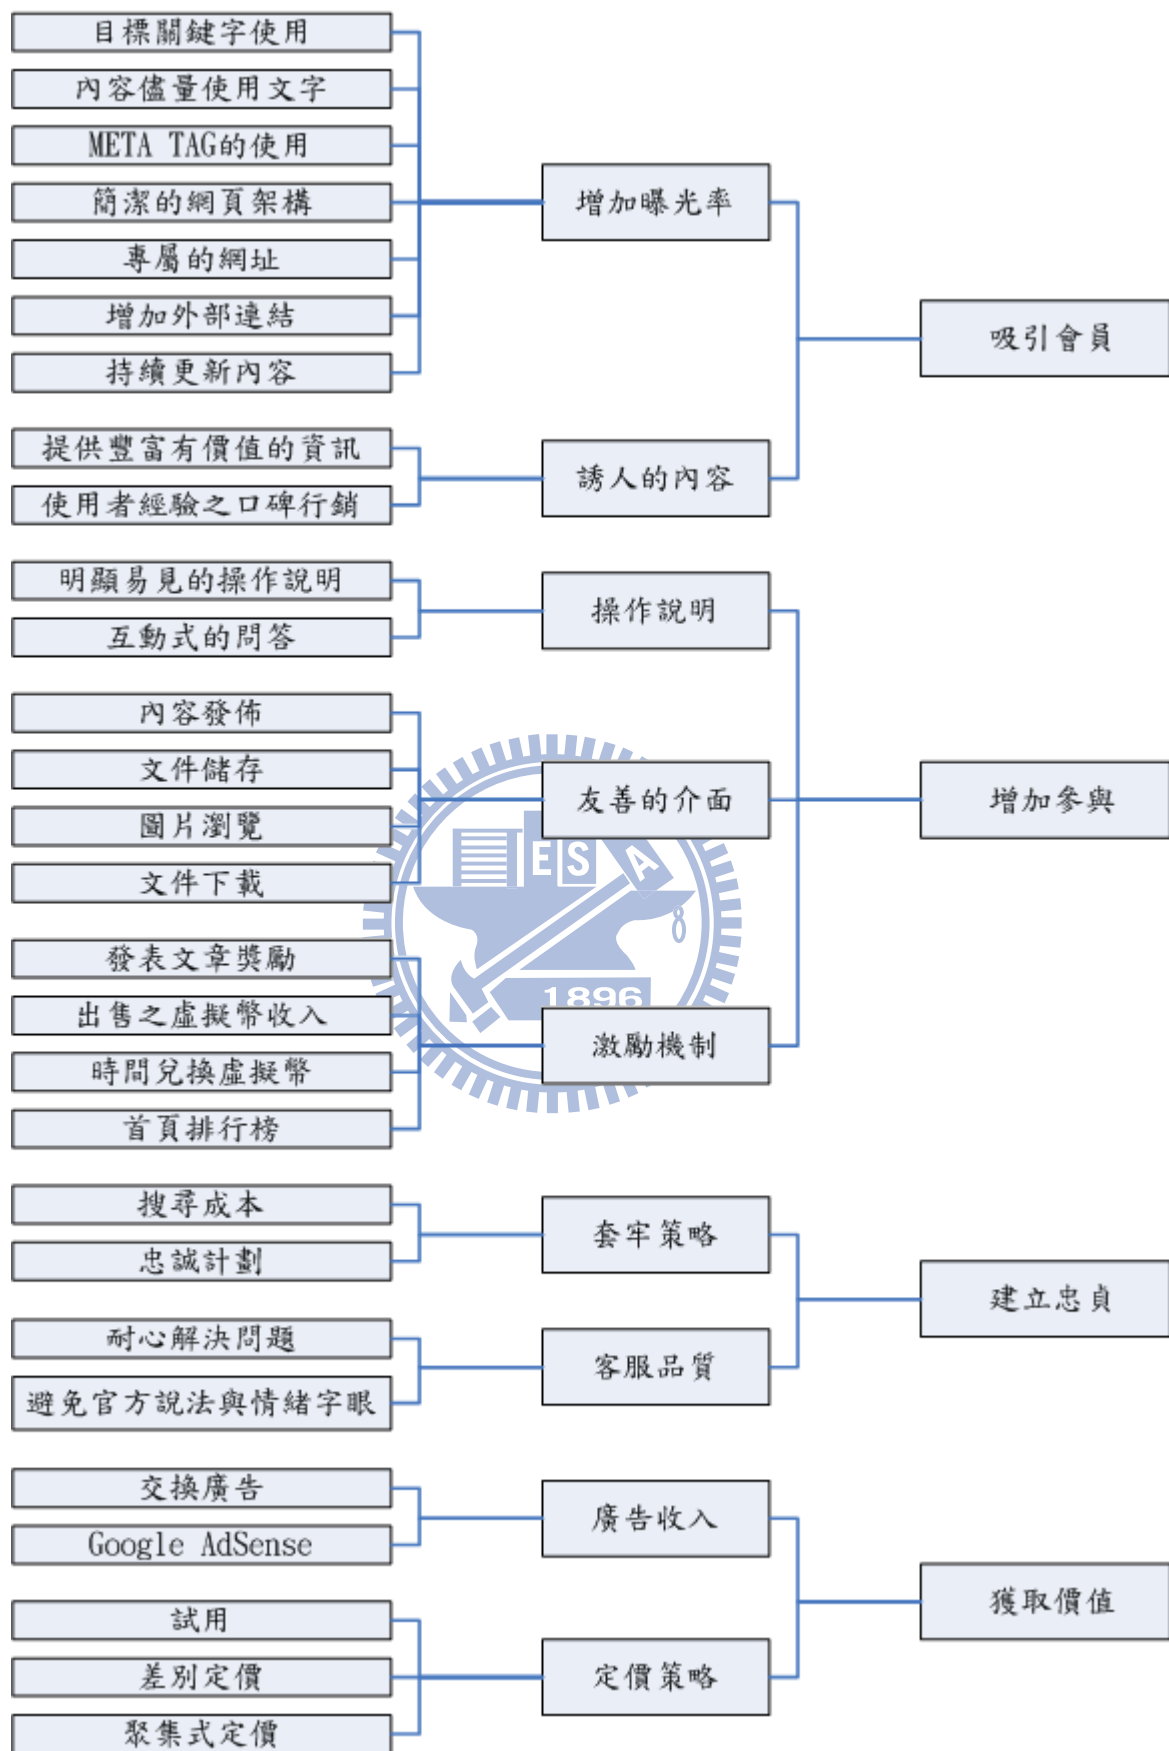 目標關鍵字使用
內容儘量使用文字
META TAG的使用
簡潔的網頁架構
專屬的網址
增加外部連結
持續更新內容
增加曝光率
提供豐富有價值的資訊
使用者經驗之口碑行銷
誘人的內容
吸引會員
明顯易見的操作說明
互動式的問答
操作說明
內容發佈
文件儲存
圖片瀏覽
文件下載
友善的介面
發表文章獎勵
出售之虛擬幣收入
時間兌換虛擬幣
首頁排行榜
激勵機制
增加參與
ESA
1896
搜尋成本
忠誠計劃
套牢策略
耐心解決問題
避免官方說法與情緒字眼
客服品質
建立忠貞
交換廣告
Google AdSense
廣告收入
試用
差別定價
聚集式定價
定價策略
獲取價值